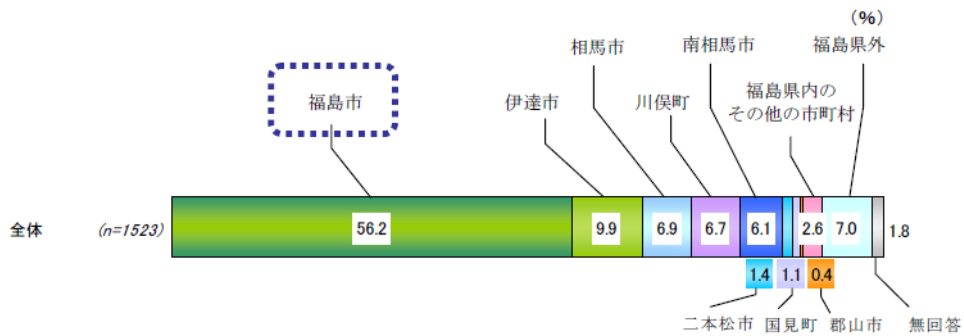 (%)
相馬市
南相馬市
福島県外
福島市
伊達市
川俣町
福島県内の
その他の市町村
全体
(n=1523)
56.2
9.9
6.9
6.7
6.1
2.6
7.0
1.8
1.4
1.1
0.4
二本松市
国見町
郡山市
無回答